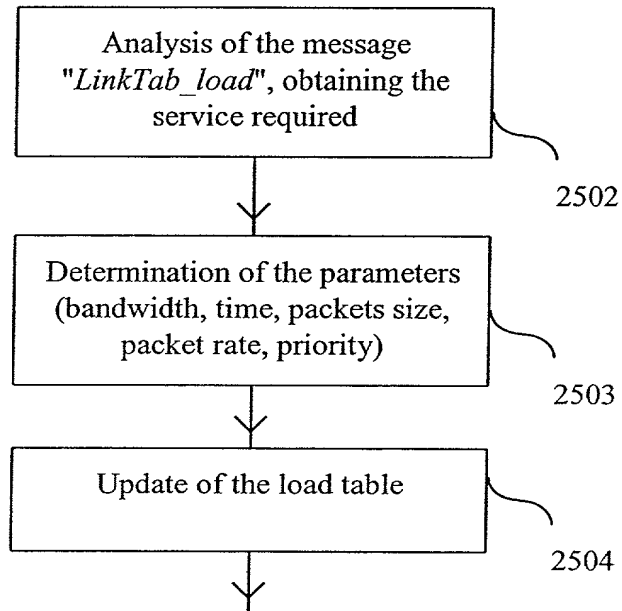 Analysis of the message
"LinkTab_load", obtaining the
service required
2502
Determination of the parameters
(bandwidth, time, packets size,
packet rate, priority)
2503
Update of the load table
2504